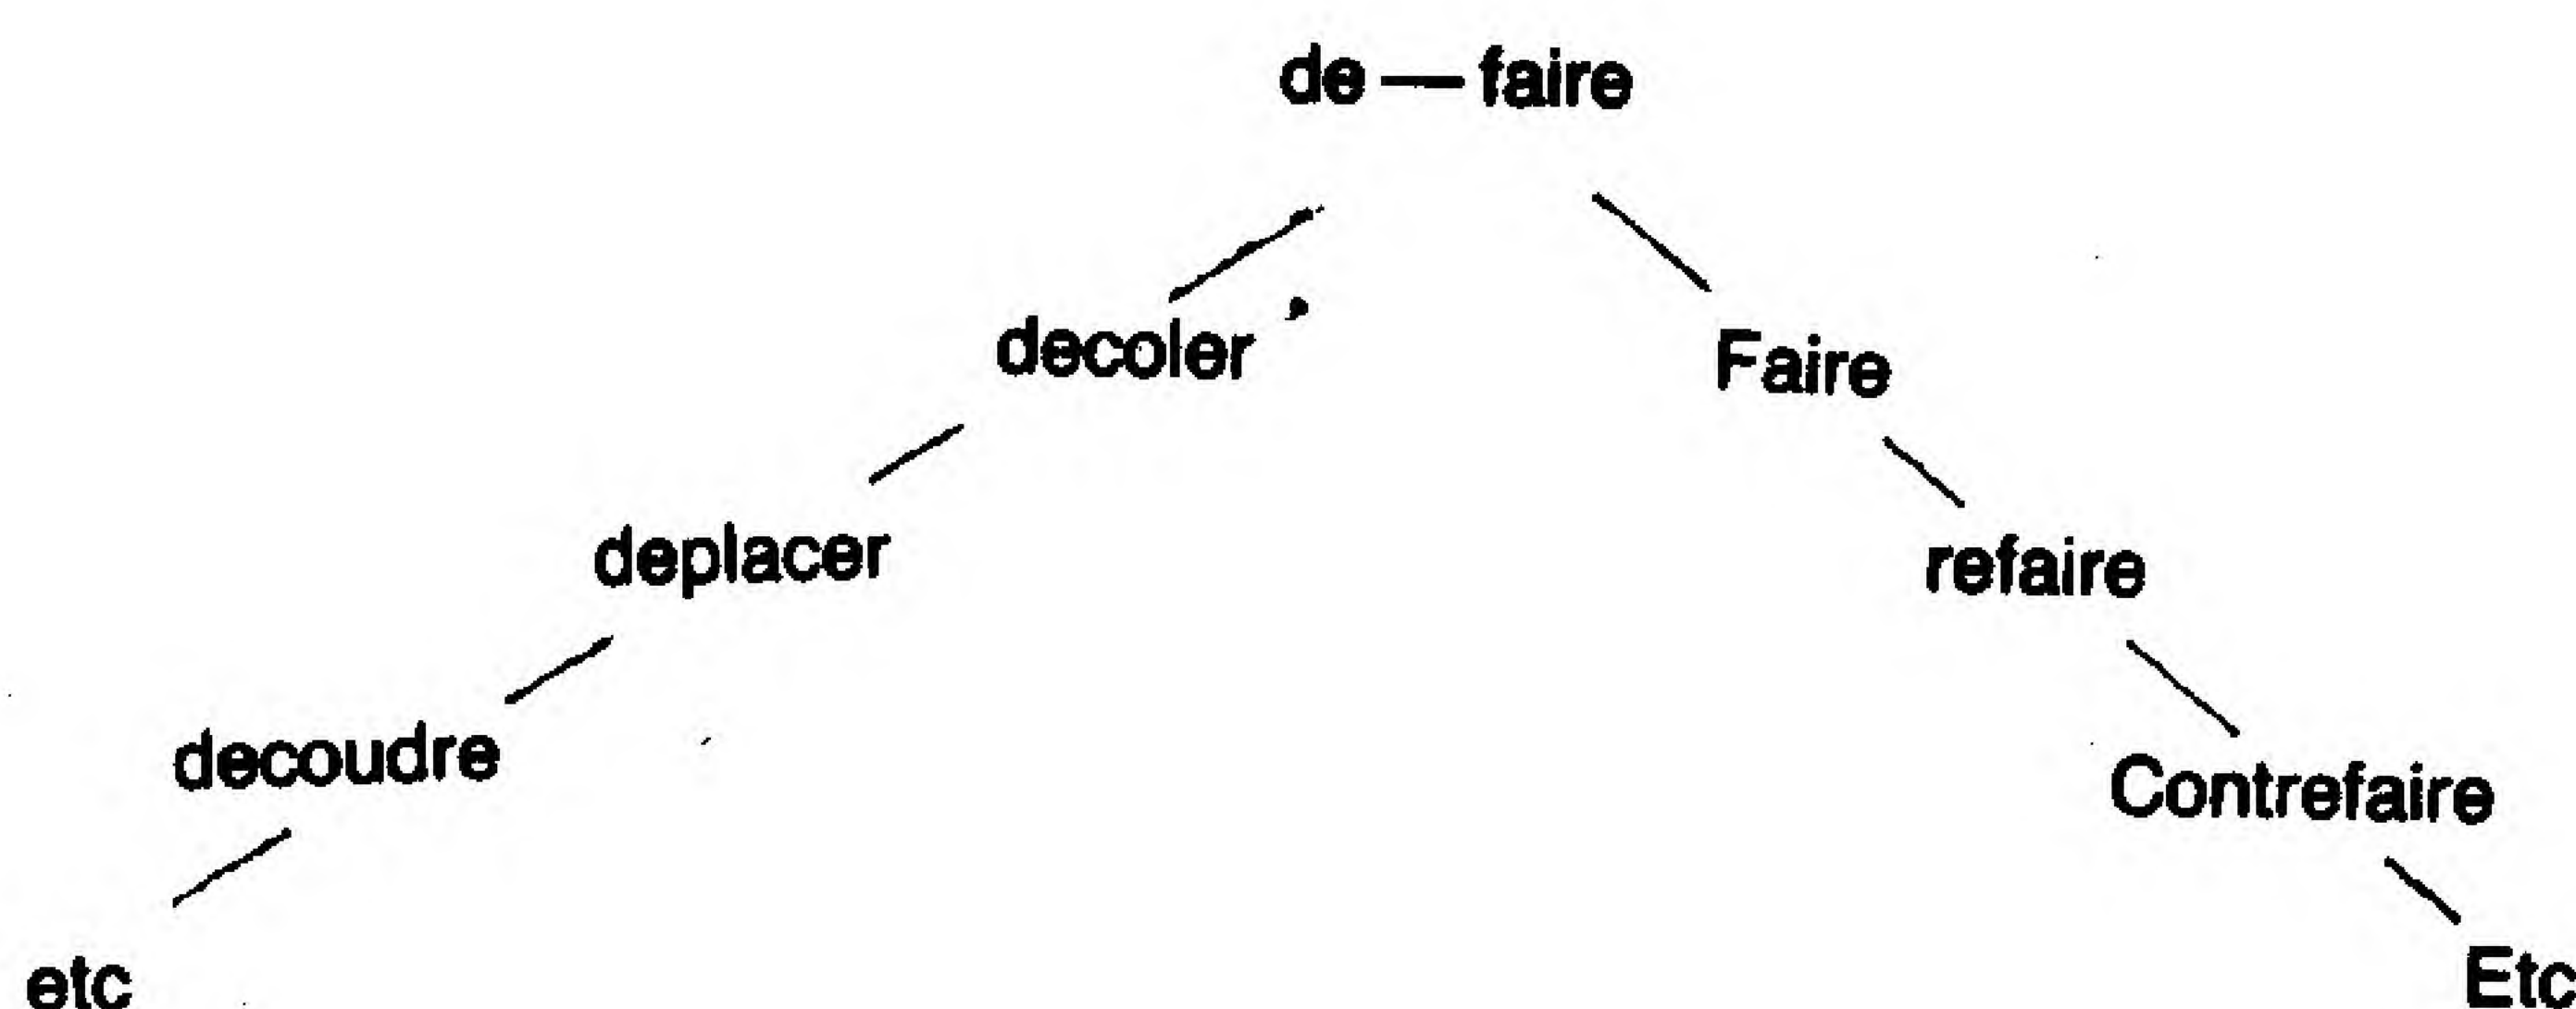 de — faire
decoler Faire
deplacer refaire
decoudre Contrefaire
etc Etc